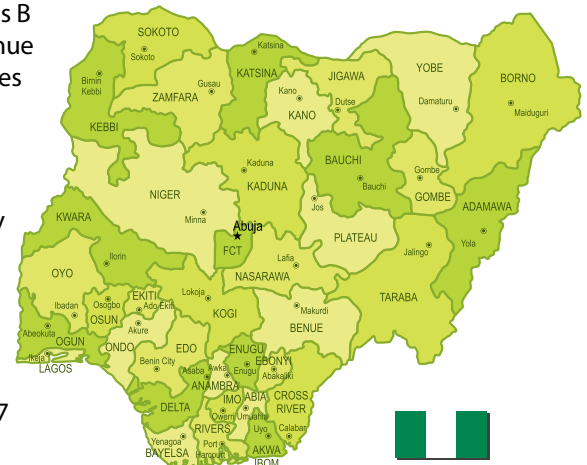 s B
nue
es
y
7
SOKOTO
Sokoto
Katsina
KATSINA
JIGAWA
YOBE
BORNO
Birnin
Kebbi
Gusau
ZAMFARA
Kano
KANO
Dutse
Damaturu
Maiduguri
KEBBI
Kaduna
KADUNA
BAUCHI
Bauchi
Gombe
GOMBE
ADAMAWA
Yola
NIGER
Minna
Jos
PLATEAU
Abuja
FCT
KWARA
Ilorin
Lafia
NASARAWA
Jalingo
TARABA
OYO
Ibadan
Osogbo
OSUN
EKITI
Ado Ekiti
Lokoja
KOGI
Makurdi
BENUE
Abeokuta
OGUN
Akure
ONDO
EDO
Benin City
ENUGU
Enugu
EBONYI
Abakaliki
Ikeja
LAGOS
Asaba
Awka
ANAMBRA
DELTA
IMO
Owerri
ABIA
Umuahia
CROSS
RIVER
Calabar
Uyo
AKWA
IBOM
RIVERS
Port
Harcourt
Yenagoa
BAYELSA